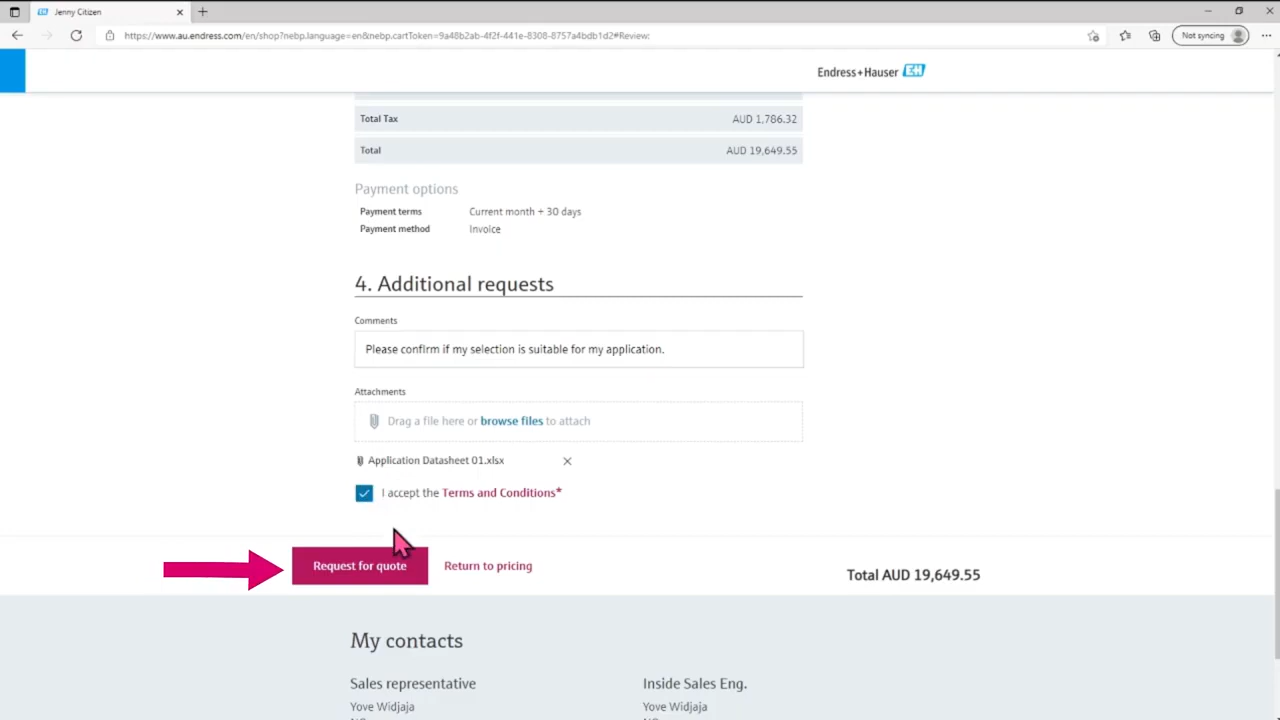 Jenny Citizen
https://www.au.endress.com/en/shop?nebp.language=en&nebp.cartToken=9a48b2ab-4f2f-441e-8308-8757a4bdb1d2#Review:
Not syncing
Endress+Hauser EH
Total Tax AUD 1,786.32
Total AUD 19,649.55
Payment options
Payment terms Current month + 30 days
Payment method Invoice
4. Additional requests
Comments
Please confirm if my selection is suitable for my application.
Attachments
Drag a file here or browse files to attach
Application Datasheet 01.xlsx
I accept the Terms and Conditions*
Request for quote Return to pricing
Total AUD 19,649.55
My contacts
Sales representative Inside Sales Eng.
Yove Widjaja Yove Widjaja